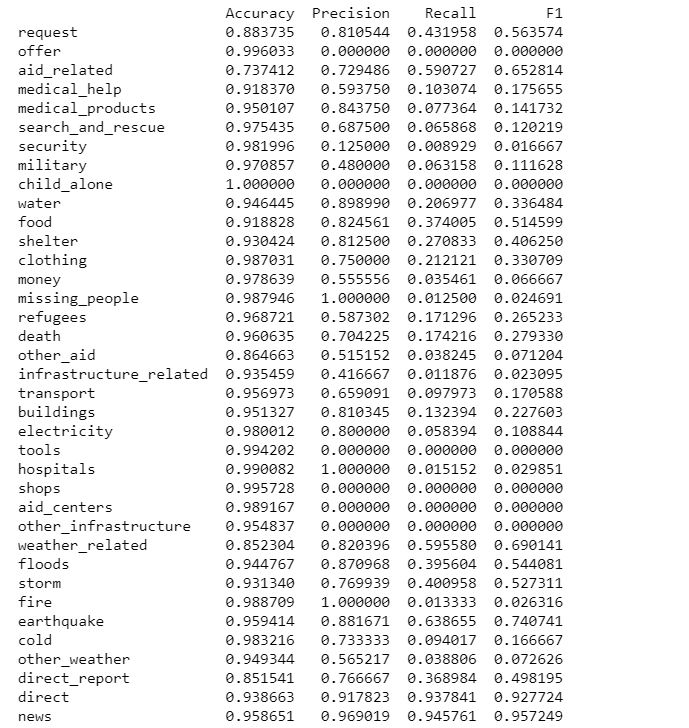 Accuracy Precision Recall F1
request 0.883735 0.810544 0.431958 0.563574
offer 0.996033 0.000000 0.000000 0.000000
aid_related 0.737412 0.729486 0.590727 0.652814
medical_help 0.918370 0.593750 0.103074 0.175655
medical_products 0.950107 0.843750 0.077364 0.141732
search_and_rescue 0.975435 0.687500 0.065868 0.120219
security 0.981996 0.125000 0.008929 0.016667
military 0.970857 0.480000 0.063158 0.111628
child_alone 1.000000 0.000000 0.000000 0.000000
water 0.946445 0.898990 0.206977 0.336484
food 0.918828 0.824561 0.374005 0.514599
shelter 0.930424 0.812500 0.270833 0.406250
clothing 0.987031 0.750000 0.212121 0.330709
money 0.978639 0.555556 0.035461 0.066667
missing_people 0.987946 1.000000 0.012500 0.024691
refugees 0.968721 0.587302 0.171296 0.265233
death 0.960635 0.704225 0.174216 0.279330
other_aid 0.864663 0.515152 0.038245 0.071204
infrastructure_related 0.935459 0.416667 0.011876 0.023095
transport 0.956973 0.659091 0.097973 0.170588
buildings 0.951327 0.810345 0.132394 0.227603
electricity 0.980012 0.800000 0.058394 0.108844
tools 0.994202 0.000000 0.000000 0.000000
hospitals 0.990082 1.000000 0.015152 0.029851
shops 0.995728 0.000000 0.000000 0.000000
aid_centers 0.989167 0.000000 0.000000 0.000000
other_infrastructure 0.954837 0.000000 0.000000 0.000000
weather_related 0.852304 0.820396 0.595580 0.690141
floods 0.944767 0.870968 0.395604 0.544081
storm 0.931340 0.769939 0.400958 0.527311
fire 0.988709 1.000000 0.013333 0.026316
earthquake 0.959414 0.881671 0.638655 0.740741
cold 0.983216 0.733333 0.094017 0.166667
other_weather 0.949344 0.565217 0.038806 0.072626
direct_report 0.851541 0.766667 0.368984 0.498195
direct 0.938663 0.917823 0.937841 0.927724
news 0.958651 0.969019 0.945761 0.957249